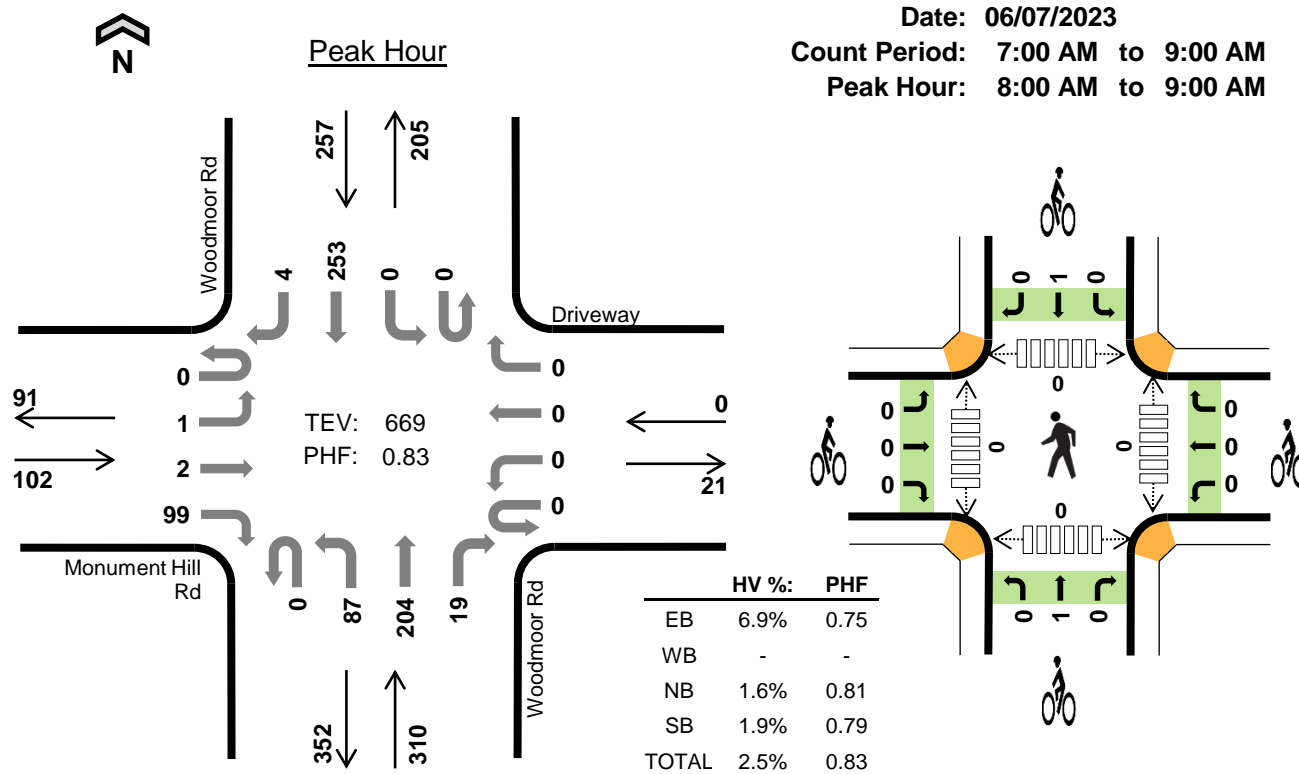 N
Peak Hour
Date: 06/07/2023
Count Period: 7:00 AM to 9:00 AM
Peak Hour: 8:00 AM to 9:00 AM
257
205
Woodmoor Rd
4
253
0
0
Driveway
0
1
2
99
91
102
TEV: 669
PHF: 0.83
0
0
0
0
0
21
Monument Hill
Rd
0
87
204
19
Woodmoor Rd
352
310
HV %: PHF
EB 6.9% 0.75
WB - -
NB 1.6% 0.81
SB 1.9% 0.79
TOTAL 2.5% 0.83
0
1
0
0
0
0
0
0
0
0
0
0
0
0
1
0